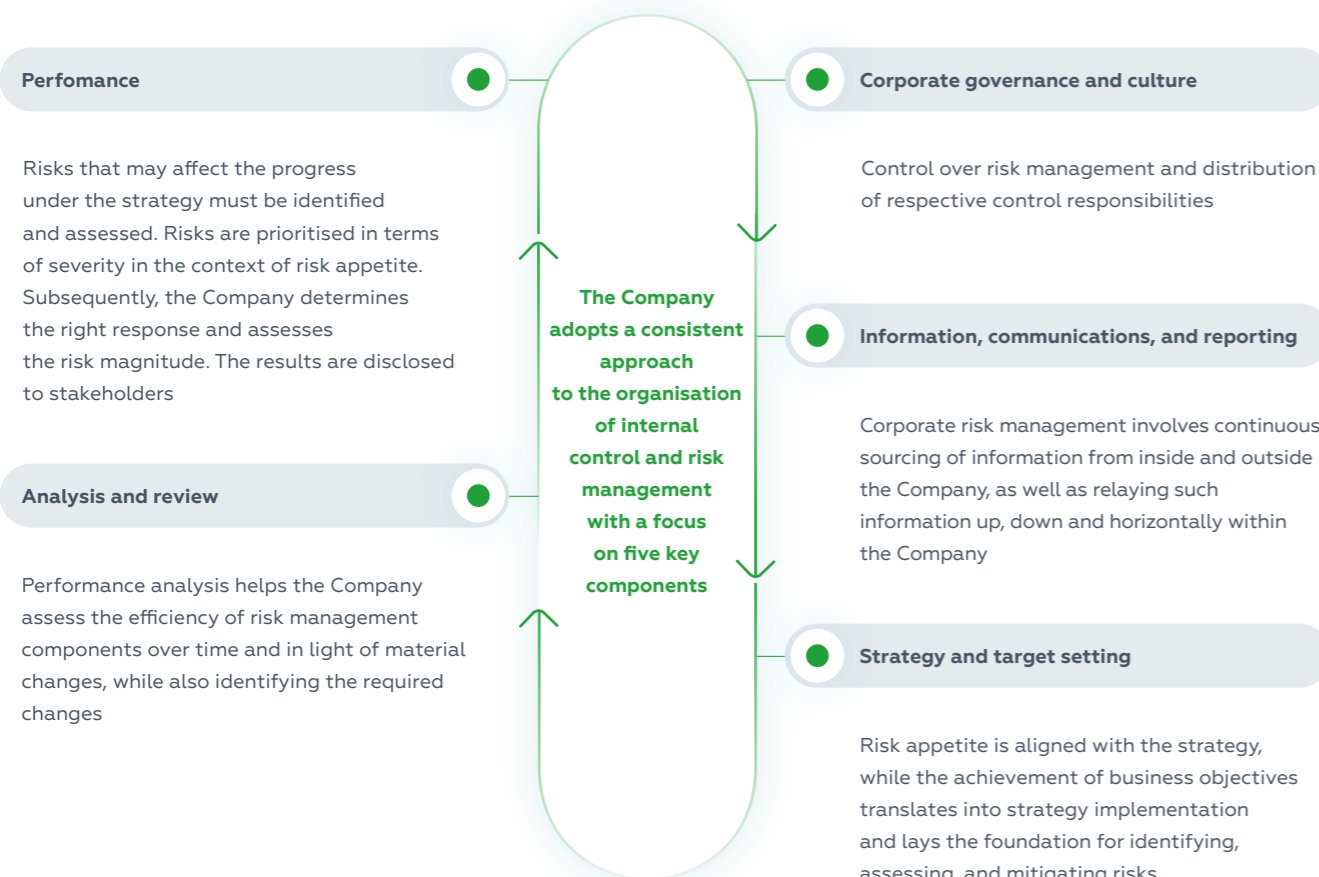 Perfomance
Risks that may affect the progress
under the strategy must be identified
and assessed. Risks are prioritised in terms
of severity in the context of risk appetite.
Subsequently, the Company determines
the right response and assesses
the risk magnitude. The results are disclosed
to stakeholders
Analysis and review
Performance analysis helps the Company
assess the efficiency of risk management
components over time and in light of material
changes, while also identifying the required
changes
The Company
adopts a consistent
approach
to the organisation
of internal
control and risk
management
with a focus
on five key
components
Corporate governance and culture
Control over risk management and distribution
of respective control responsibilities
Information, communications, and reporting
Corporate risk management involves continuous
sourcing of information from inside and outside
the Company, as well as relaying such
information up, down and horizontally within
the Company
Strategy and target setting
Risk appetite is aligned with the strategy,
while the achievement of business objectives
translates into strategy implementation
and lays the foundation for identifying,
assessing, and mitigating risks